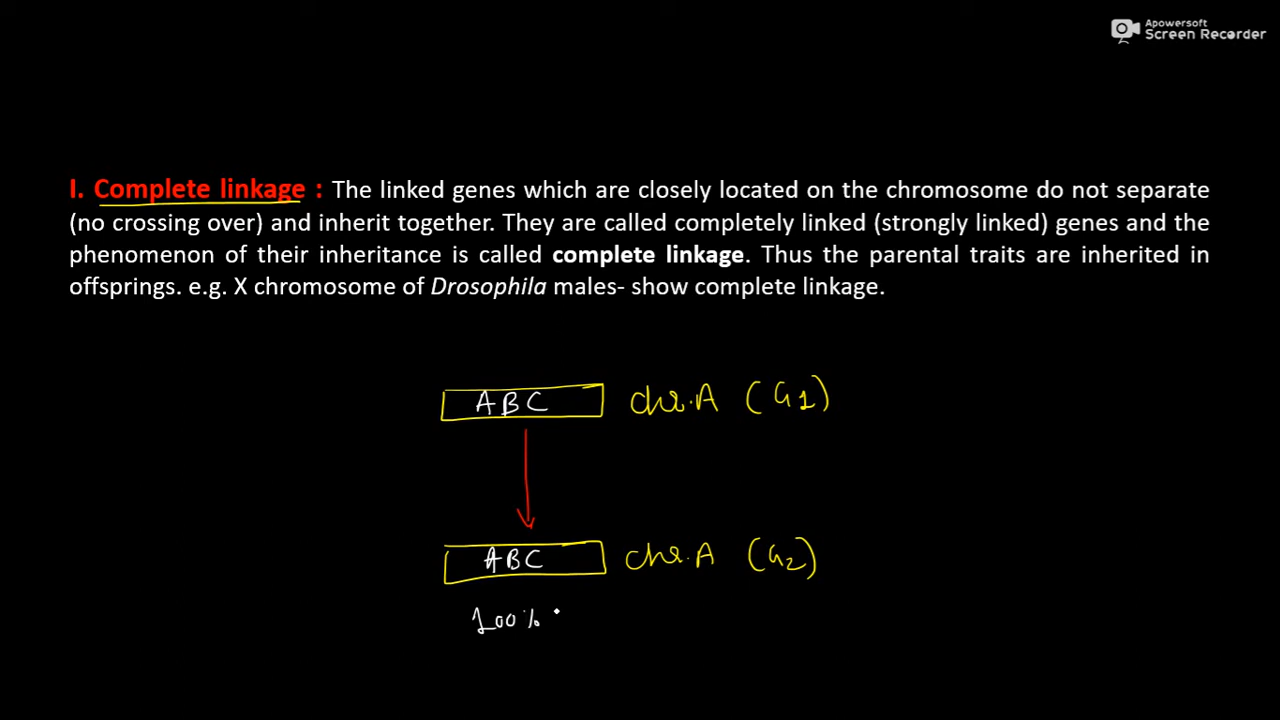 Apowersoft
Screen Recorder
I. Complete linkage : The linked genes which are closely located on the chromosome do not separate
(no crossing over) and inherit together. They are called completely linked (strongly linked) genes and the
phenomenon of their inheritance is called complete linkage. Thus the parental traits are inherited in
offsprings. e.g. X chromosome of Drosophila males- show complete linkage.
ABC chr.A (G1)
ABC chr.A (G2)
100%